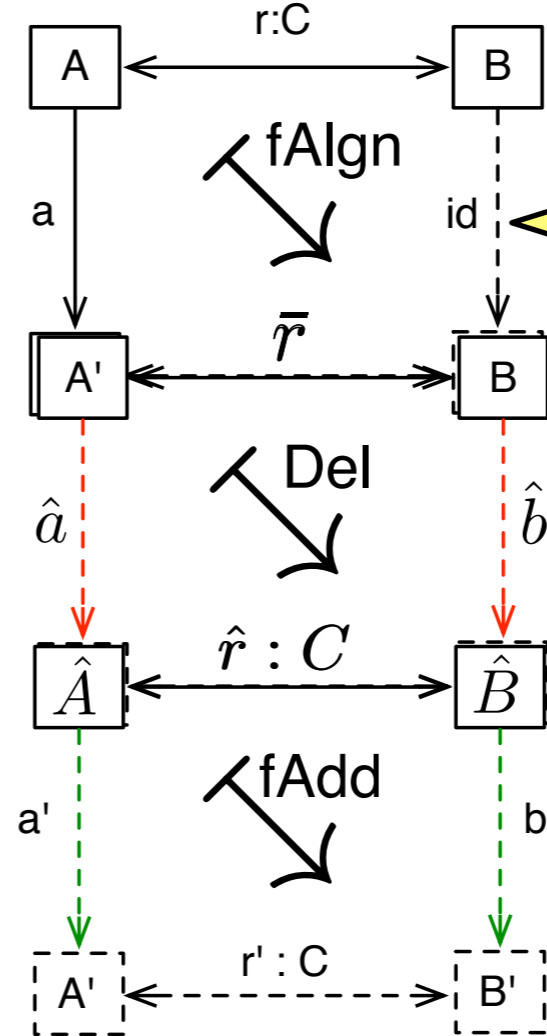 r:C
A B
fAlgn
a id
r̄
A' B
Del
â b̂
r̂ : C
Â B̂
fAdd
a' b
r' : C
A' B'